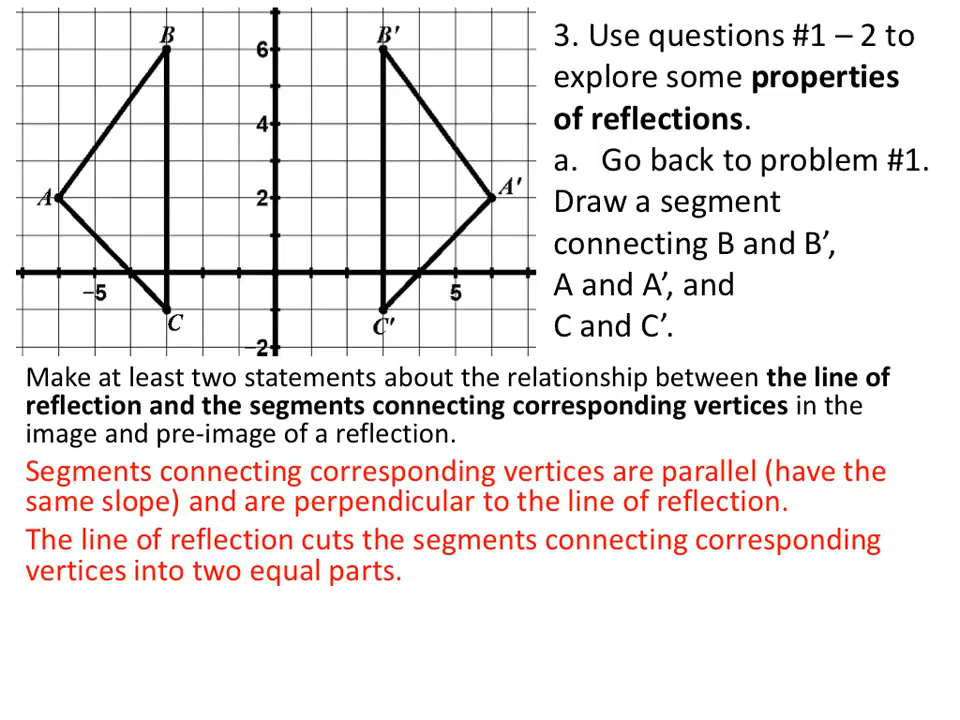 B
B'
6
4
A
2
A'
−5
5
C
C'
−2
3. Use questions #1 – 2 to
explore some properties
of reflections.
a. Go back to problem #1.
Draw a segment
connecting B and B’,
A and A’, and
C and C’.
Make at least two statements about the relationship between the line of
reflection and the segments connecting corresponding vertices in the
image and pre-image of a reflection.
Segments connecting corresponding vertices are parallel (have the
same slope) and are perpendicular to the line of reflection.
The line of reflection cuts the segments connecting corresponding
vertices into two equal parts.